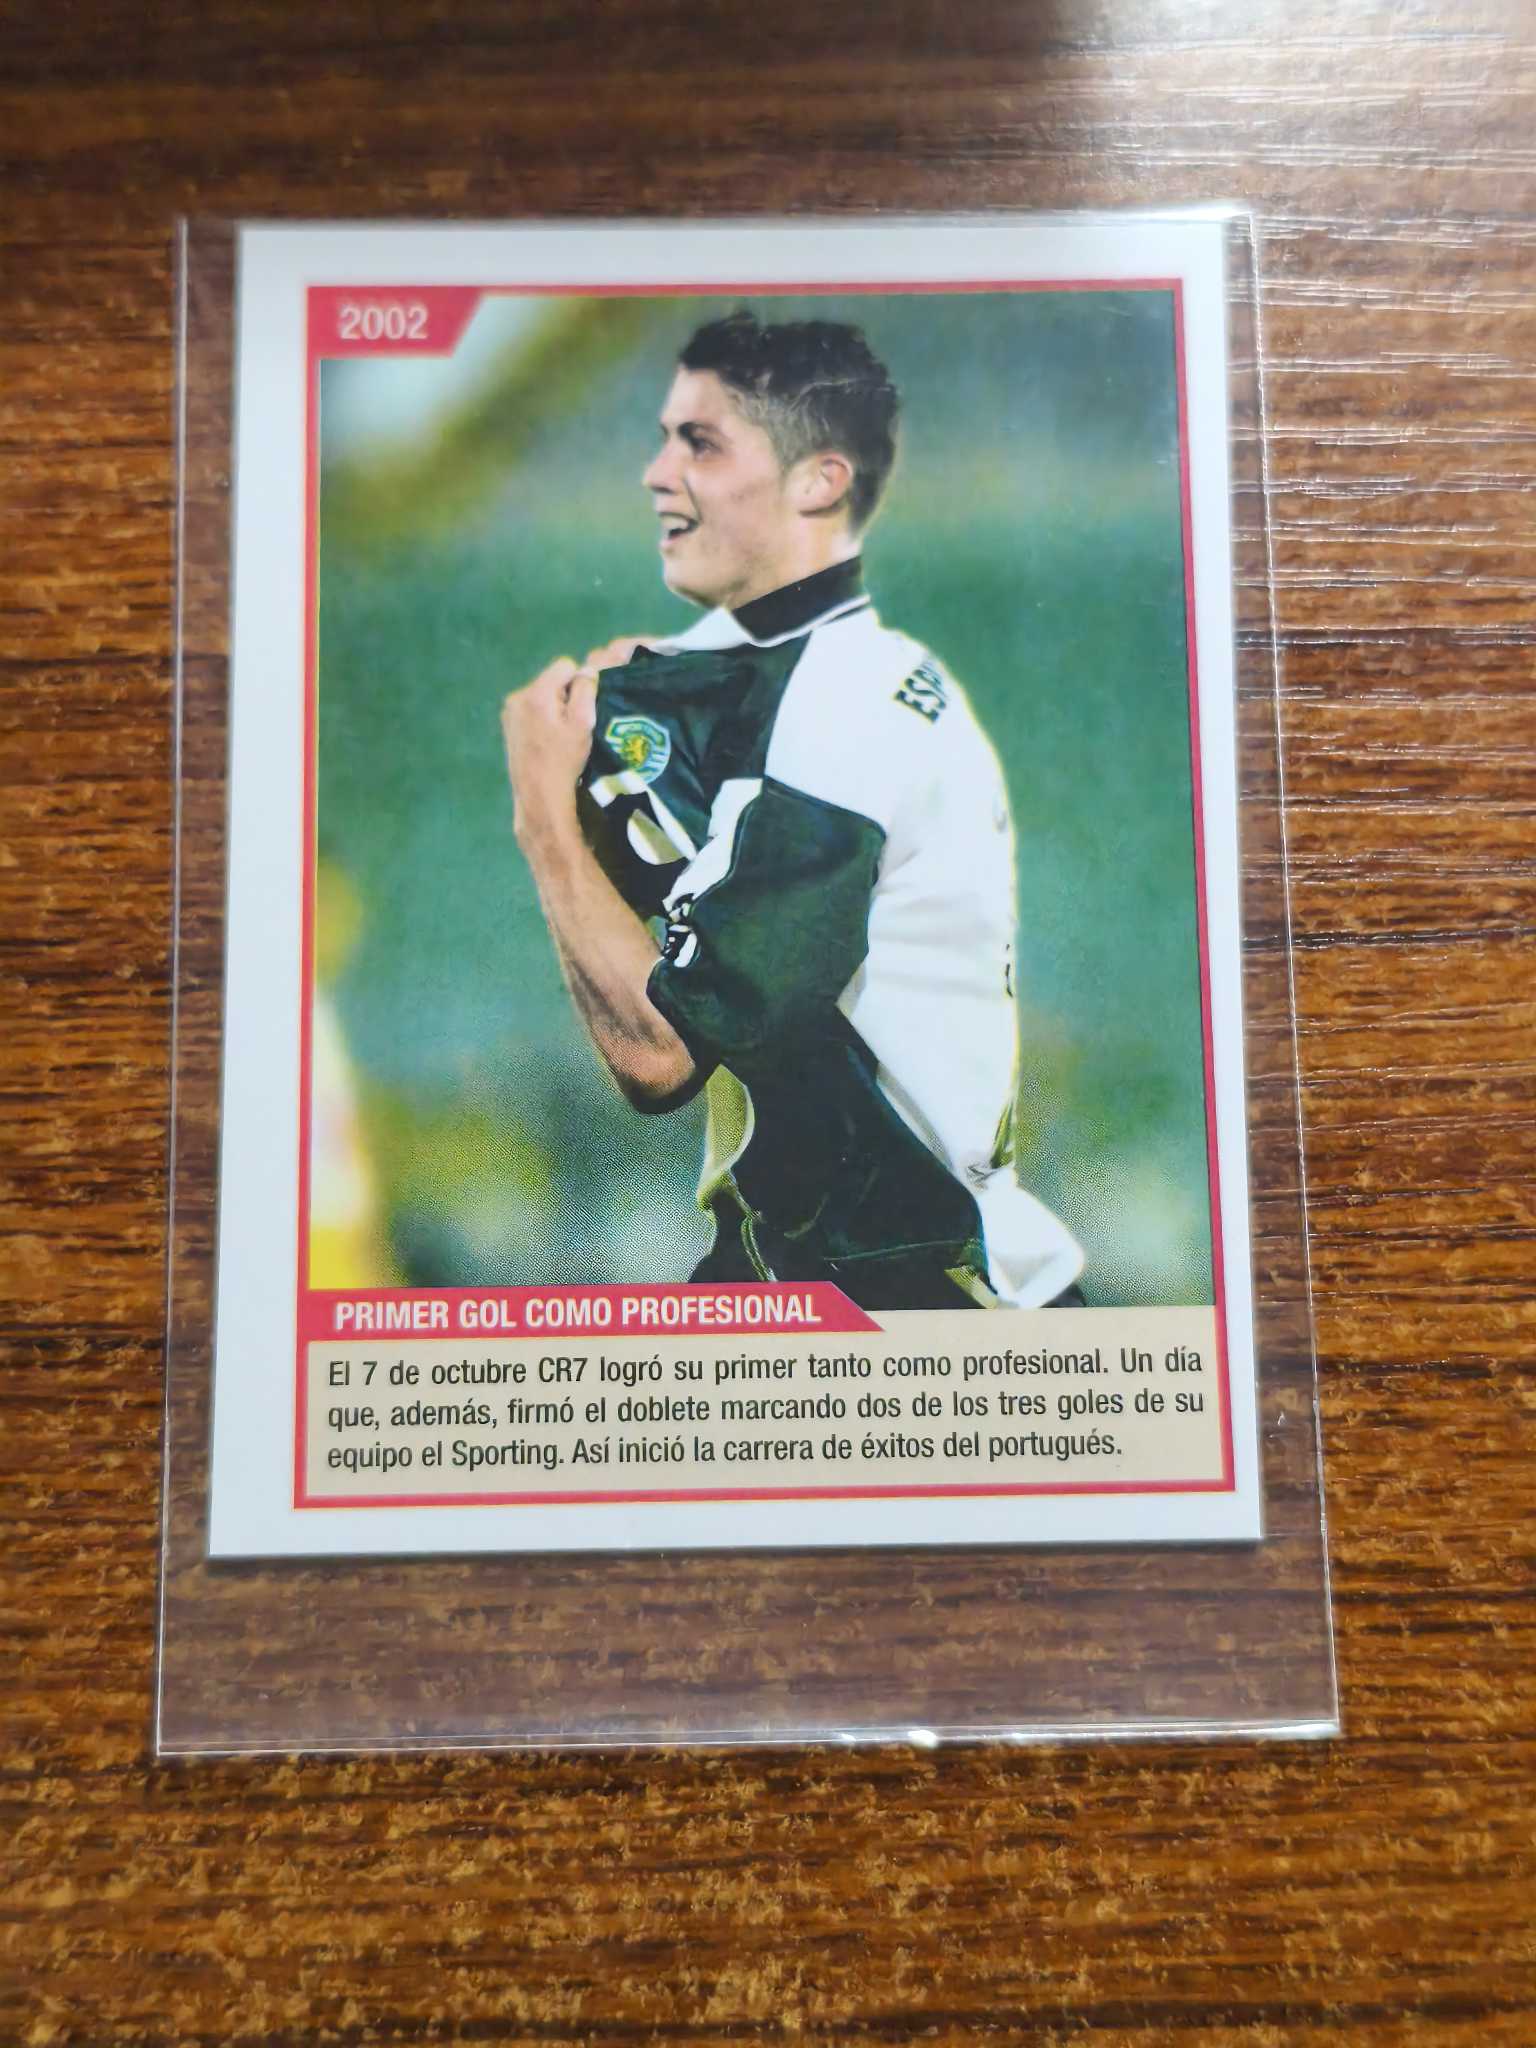 2002
PRIMER GOL COMO PROFESIONAL
El 7 de octubre CR7 logró su primer tanto como profesional. Un día
que, además, firmó el doblete marcando dos de los tres goles de su
equipo el Sporting. Así inició la carrera de éxitos del portugués.